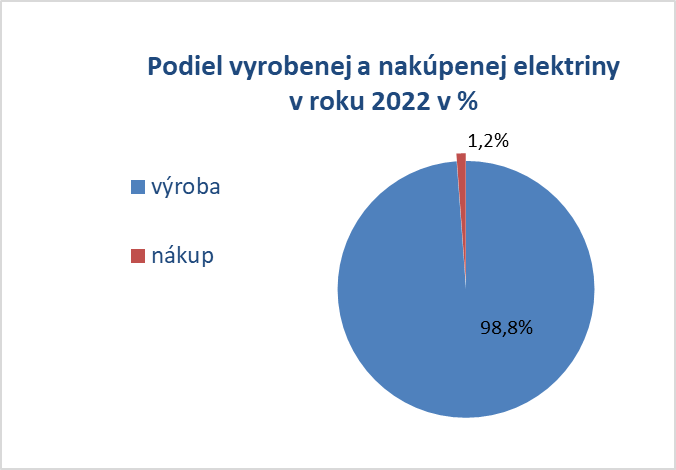 Podiel vyrobenej a nakúpenej elektriny
v roku 2022 v %
1,2%
výroba
nákup
98,8%